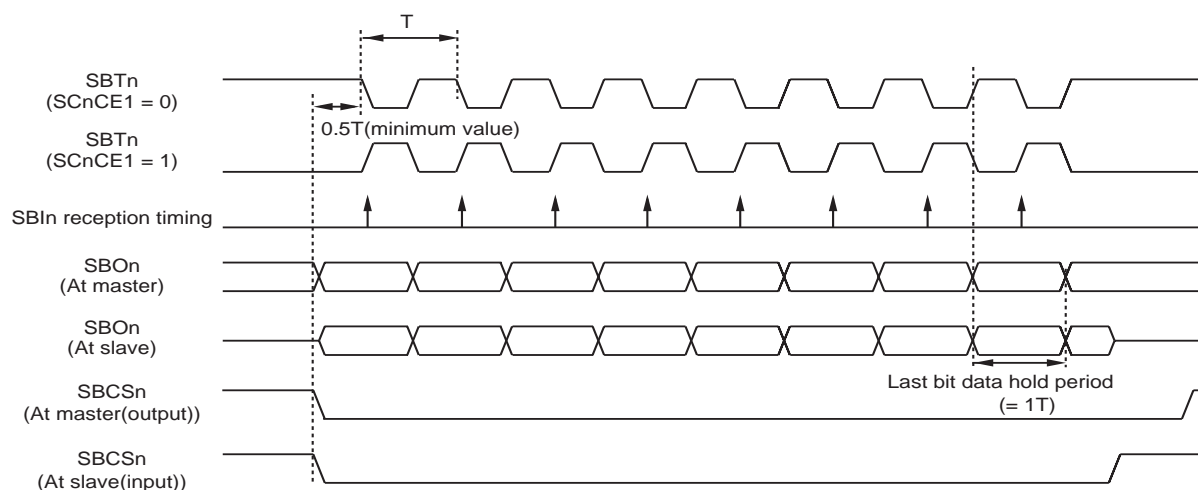 T
SBTn
(SCnCE1 = 0)
0.5T(minimum value)
SBTn
(SCnCE1 = 1)
SBIn reception timing
SBOn
(At master)
SBOn
(At slave)
Last bit data hold period
(= 1T)
SBCSn
(At master(output))
SBCSn
(At slave(input))